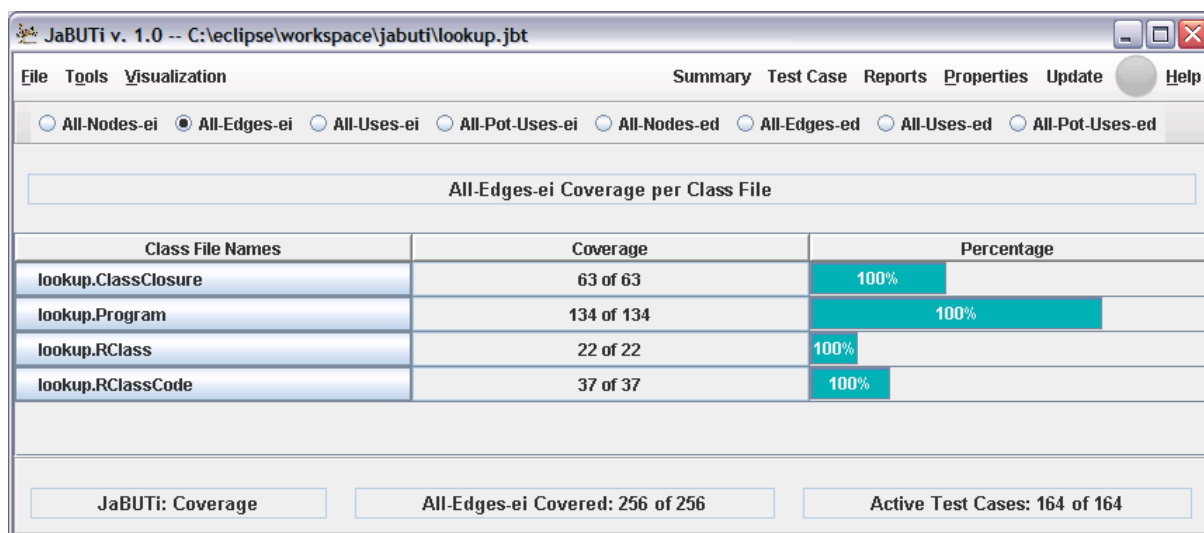 JaBUTi v. 1.0 -- C:\eclipse\workspace\jabuti\lookup.jbt
File Tools Visualization Summary Test Case Reports Properties Update Help
All-Nodes-ei All-Edges-ei All-Uses-ei All-Pot-Uses-ei All-Nodes-ed All-Edges-ed All-Uses-ed All-Pot-Uses-ed
All-Edges-ei Coverage per Class File
Class File Names Coverage Percentage
lookup.ClassClosure 63 of 63 100%
lookup.Program 134 of 134 100%
lookup.RClass 22 of 22 100%
lookup.RClassCode 37 of 37 100%
JaBUTi: Coverage All-Edges-ei Covered: 256 of 256 Active Test Cases: 164 of 164